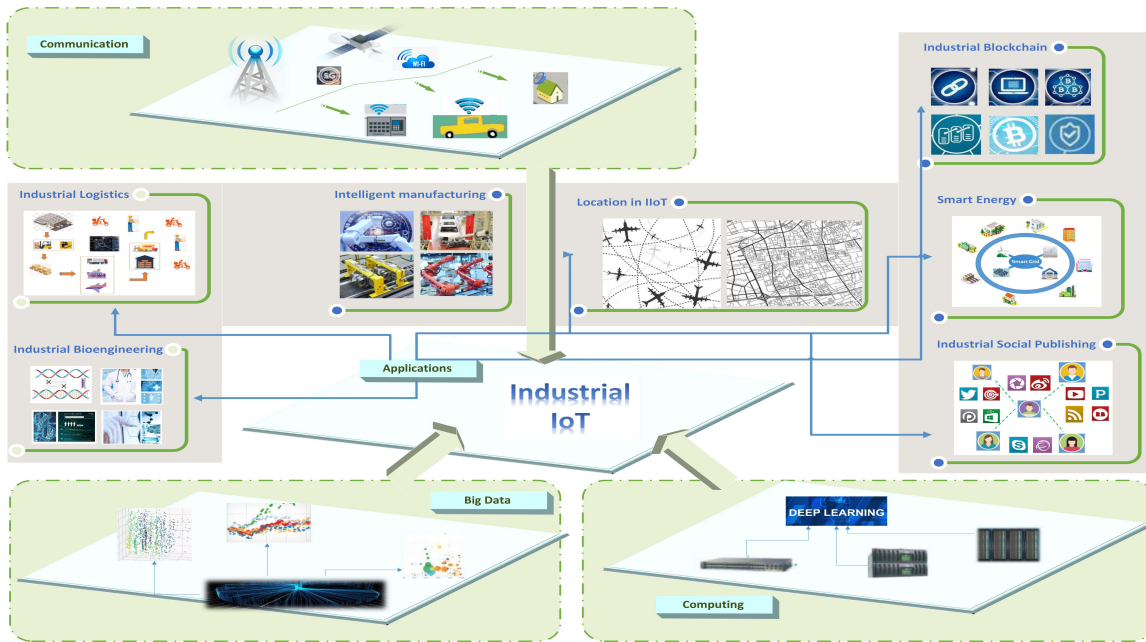 Communication
5G
WI-FI
Industrial Blockchain
Industrial Logistics
Intelligent manufacturing
Location in IIoT
Smart Energy
Smart Grid
Industrial Bioengineering
Applications
Industrial
IoT
Industrial Social Publishing
Big Data
DEEP LEARNING
Computing